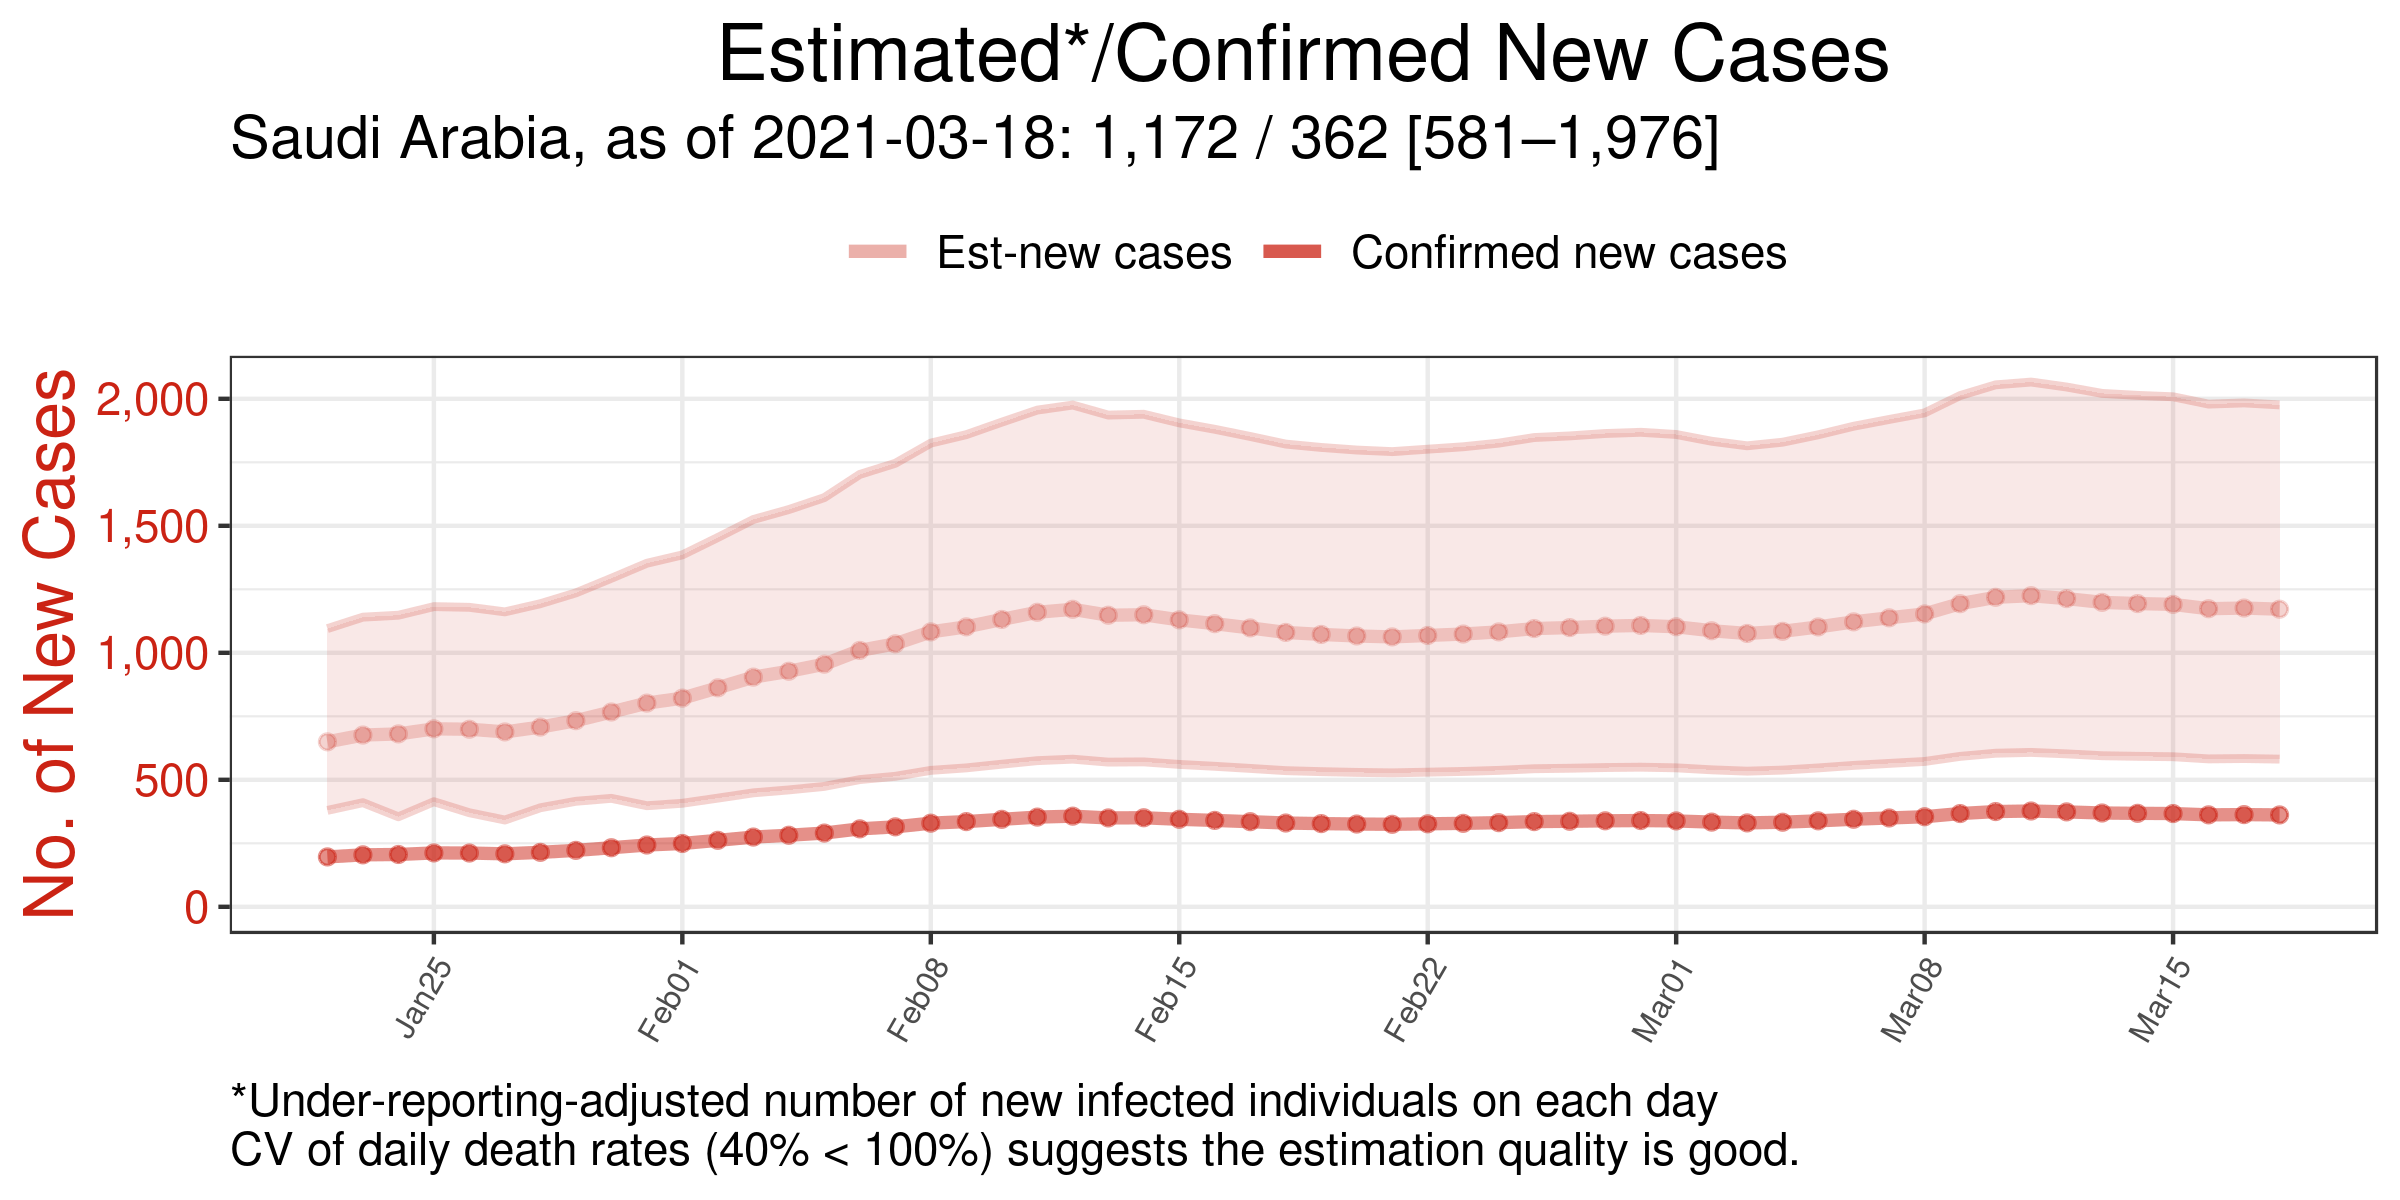 Estimated*/Confirmed New Cases
Saudi Arabia, as of 2021-03-18: 1,172 / 362 [581–1,976]
Est-new cases
Confirmed new cases
No. of New Cases
2,000
1,500
1,000
500
0
Jan25
Feb01
Feb08
Feb15
Feb22
Mar01
Mar08
Mar15
*Under-reporting-adjusted number of new infected individuals on each day
CV of daily death rates (40% < 100%) suggests the estimation quality is good.